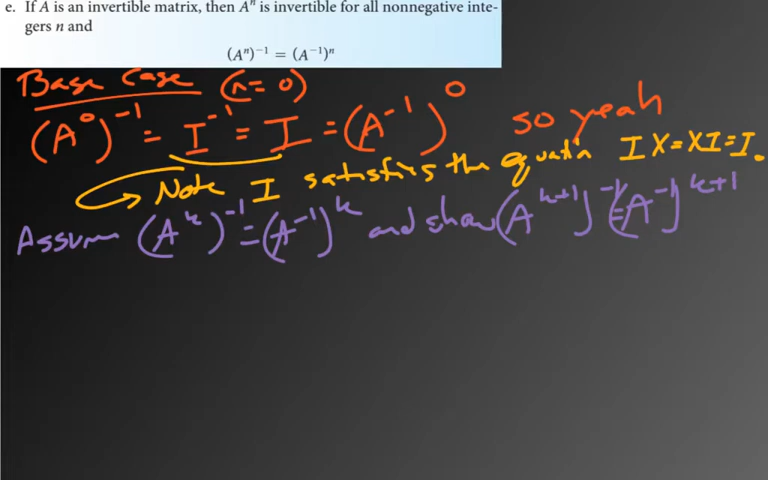 e. If A is an invertible matrix, then Aⁿ is invertible for all nonnegative inte-
gers n and
(Aⁿ)⁻¹ = (A⁻¹)ⁿ
Base Case (n=0)
(A⁰)⁻¹ = I⁻¹ = I = (A⁻¹)⁰ so yeah
Note I satisfies the equat'n IX=XI=I.
Assume (Aᵏ)⁻¹=(A⁻¹)ᵏ and show (Aᵏ⁺¹)⁻¹=(A⁻¹)ᵏ⁺¹